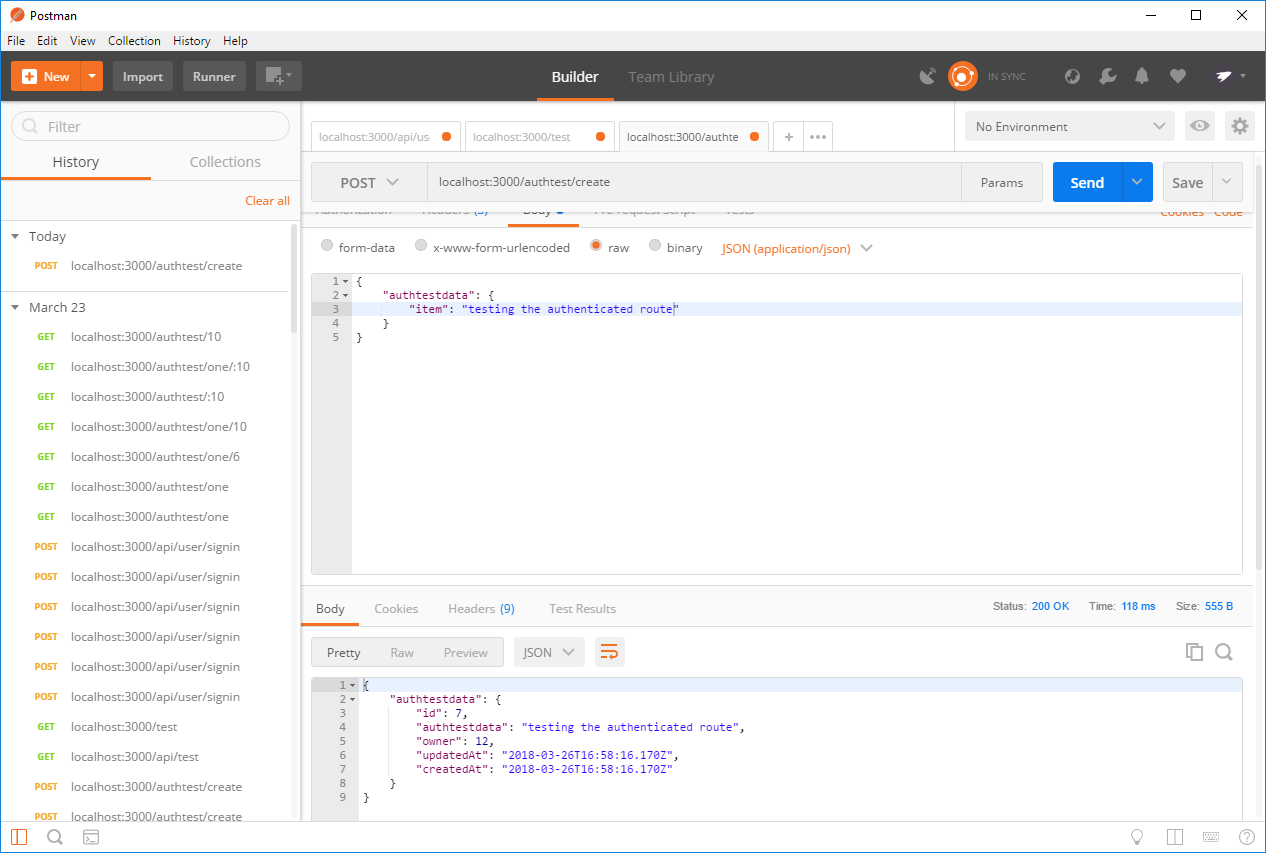 Postman
File Edit View Collection History Help
New Import Runner Builder Team Library IN SYNC
Filter
History Collections
Clear all
Today
POST localhost:3000/authtest/create
March 23
GET localhost:3000/authtest/10
GET localhost:3000/authtest/one/:10
GET localhost:3000/authtest/:10
GET localhost:3000/authtest/one/10
GET localhost:3000/authtest/one/6
GET localhost:3000/authtest/one
GET localhost:3000/authtest/one
POST localhost:3000/api/user/signin
POST localhost:3000/api/user/signin
POST localhost:3000/api/user/signin
POST localhost:3000/api/user/signin
POST localhost:3000/api/user/signin
POST localhost:3000/api/user/signin
GET localhost:3000/test
GET localhost:3000/api/test
POST localhost:3000/authtest/create
POST localhost:3000/authtest/create
localhost:3000/api/us localhost:3000/test localhost:3000/authte No Environment
POST localhost:3000/authtest/create Params Send Save
Authorization Headers (3) Body Pre-request Script Tests Cookies Code
form-data x-www-form-urlencoded raw binary JSON (application/json)
1 {
2 "authtestdata": {
3 "item": "testing the authenticated route"
4 }
5 }
Body Cookies Headers (9) Test Results Status: 200 OK Time: 118 ms Size: 555 B
Pretty Raw Preview JSON
1 {
2 "authtestdata": {
3 "id": 7,
4 "authtestdata": "testing the authenticated route",
5 "owner": 12,
6 "updatedAt": "2018-03-26T16:58:16.170Z",
7 "createdAt": "2018-03-26T16:58:16.170Z"
8 }
9 }